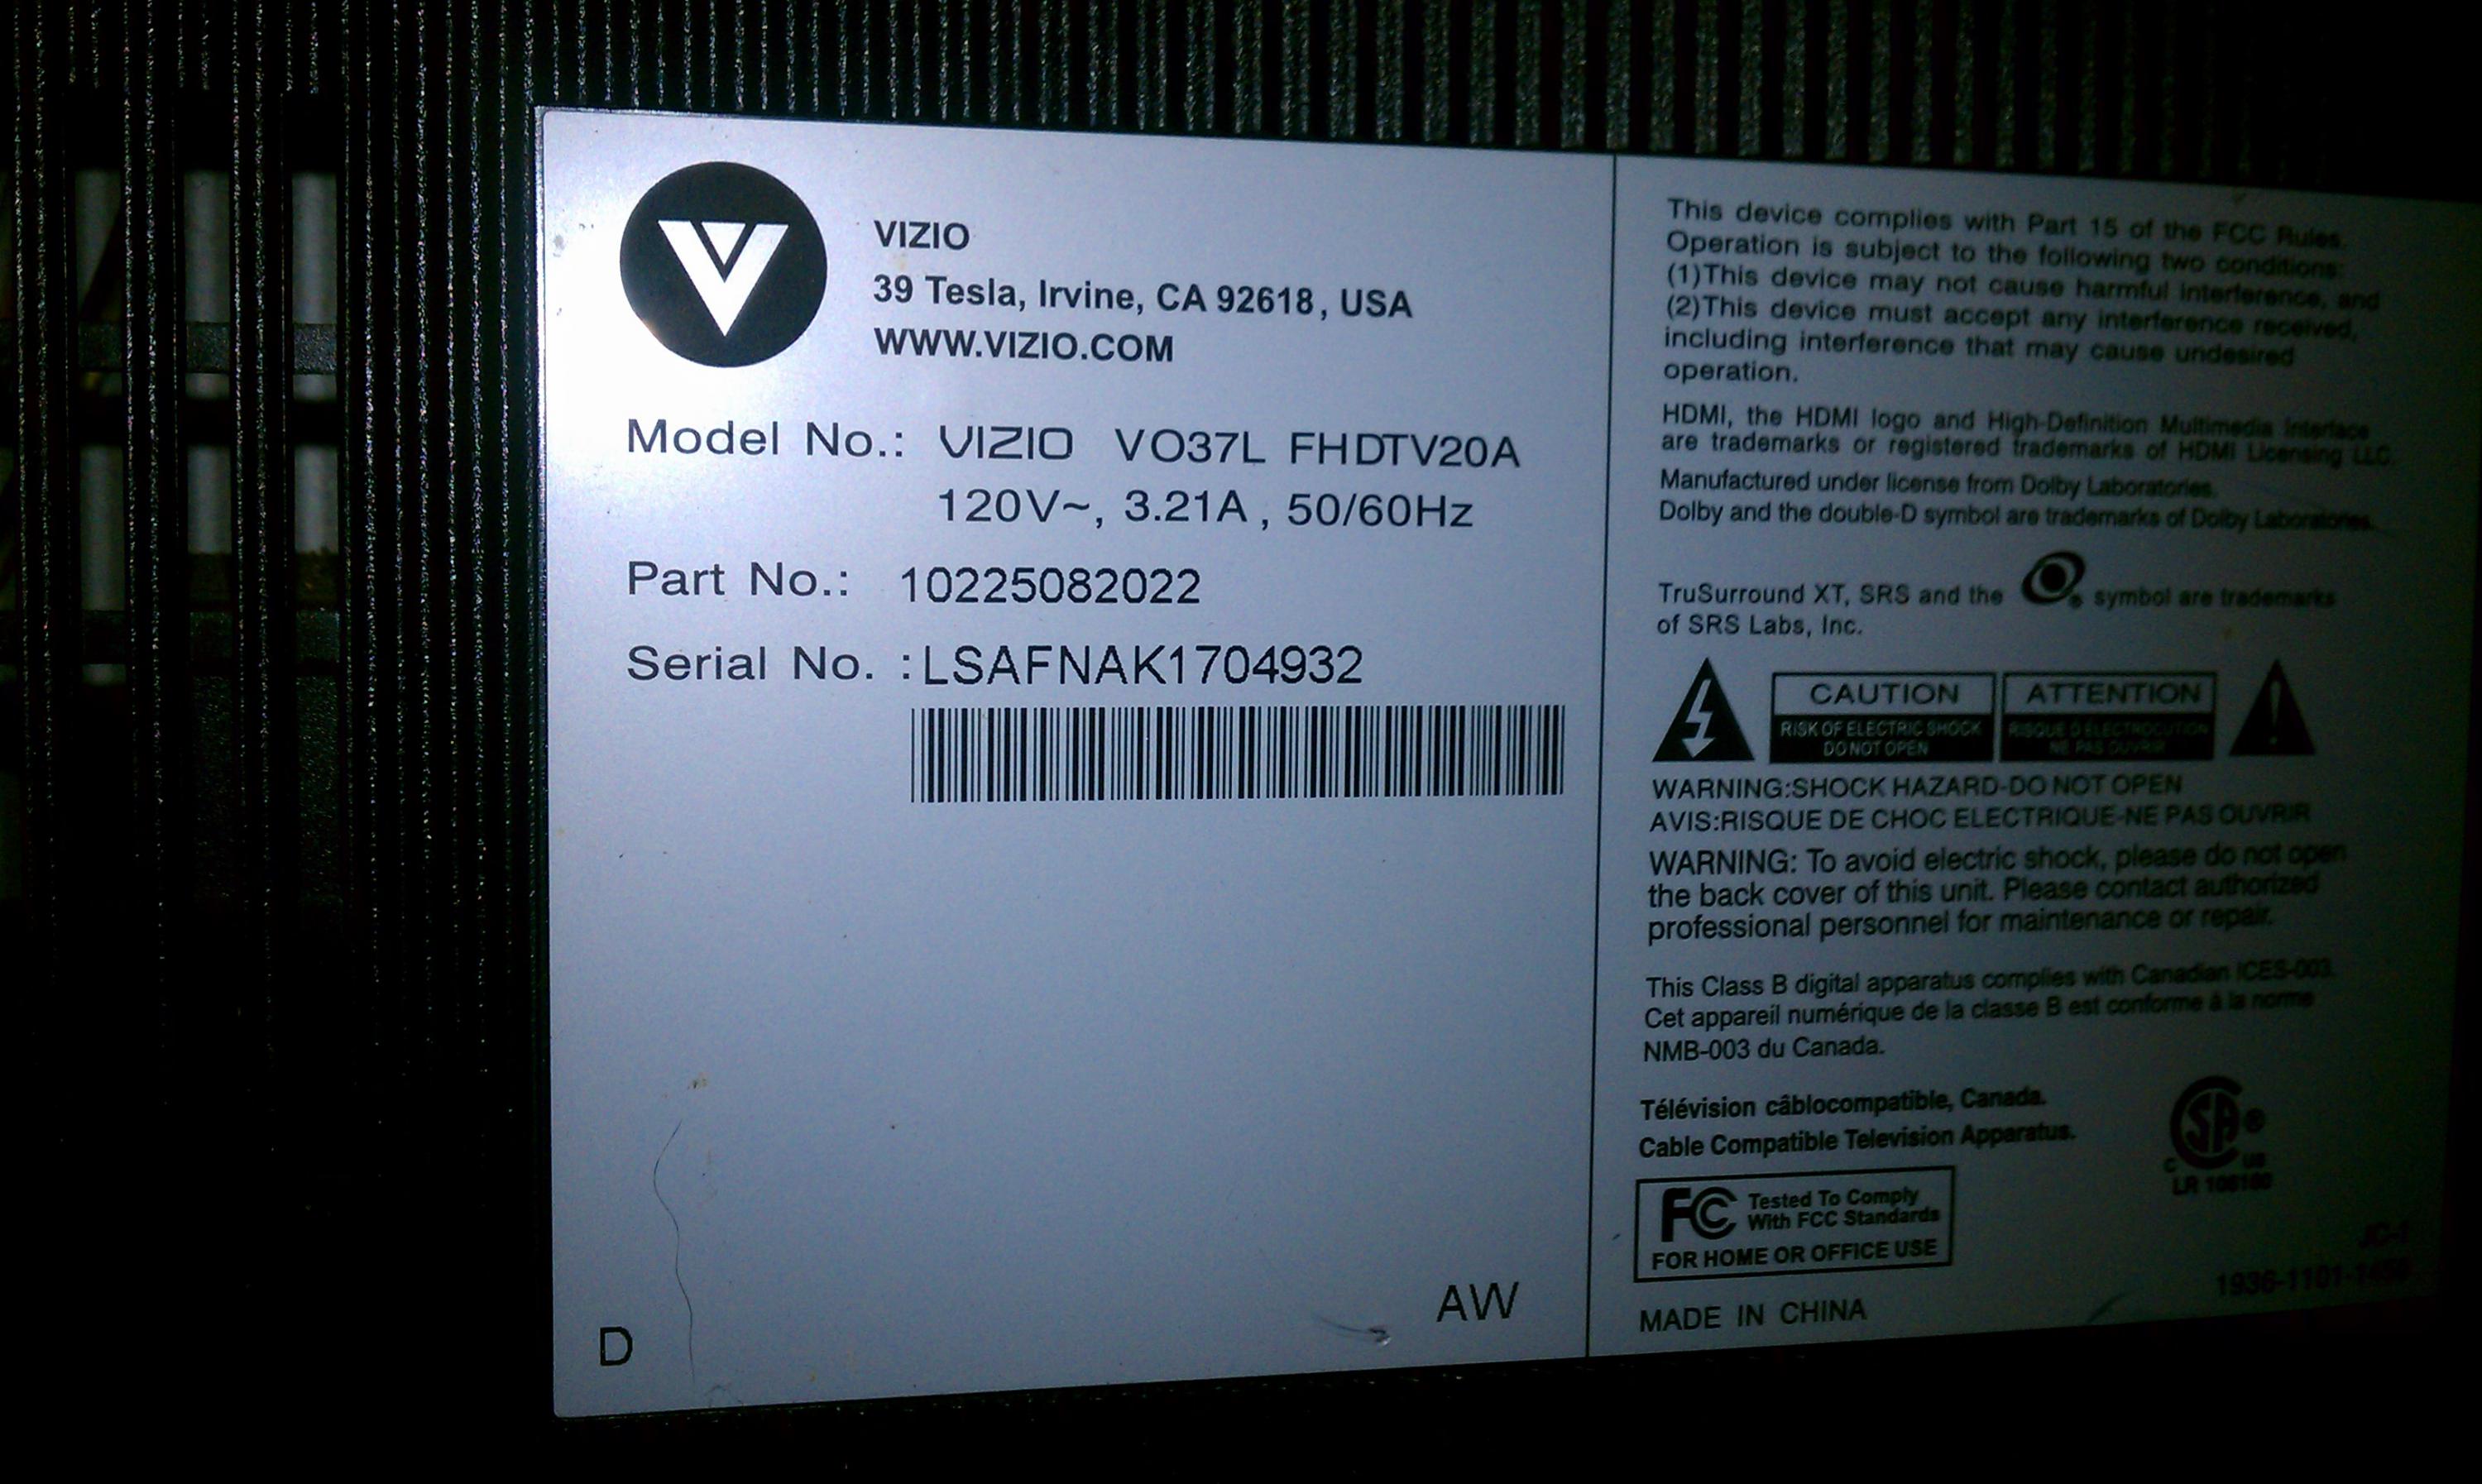 VIZIO
39 Tesla, Irvine, CA 92618, USA
WWW.VIZIO.COM
Model No.: VIZIO VO37L FHDTV20A
120V~, 3.21A, 50/60Hz
Part No.: 10225082022
Serial No. :LSAFNAK1704932
D
AW
This device complies with Part 15 of the FCC Rules.
Operation is subject to the following two conditions:
(1)This device may not cause harmful interference, and
(2)This device must accept any interference received,
including interference that may cause undesired
operation.
HDMI, the HDMI logo and High-Definition Multimedia Interface
are trademarks or registered trademarks of HDMI Licensing LLC.
Manufactured under license from Dolby Laboratories.
Dolby and the double-D symbol are trademarks of Dolby Laboratories.
TruSurround XT, SRS and the symbol are trademarks
of SRS Labs, Inc.
CAUTION
RISK OF ELECTRIC SHOCK
DO NOT OPEN
ATTENTION
RISQUE D'ELECTROCUTION
NE PAS OUVRIR
WARNING:SHOCK HAZARD-DO NOT OPEN
AVIS:RISQUE DE CHOC ELECTRIQUE-NE PAS OUVRIR
WARNING: To avoid electric shock, please do not open
the back cover of this unit. Please contact authorized
professional personnel for maintenance or repair.
This Class B digital apparatus complies with Canadian ICES-003.
Cet appareil numérique de la classe B est conforme à la norme
NMB-003 du Canada.
Télévision câblocompatible, Canada.
Cable Compatible Television Apparatus.
FC Tested To Comply
With FCC Standards
FOR HOME OR OFFICE USE
SA®
C US
LR
MADE IN CHINA